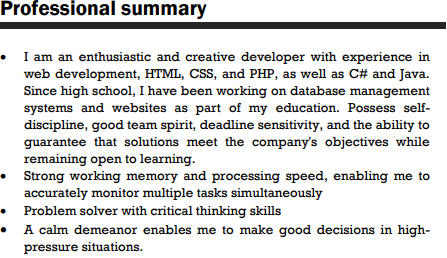 Professional summary
• I am an enthusiastic and creative developer with experience in
web development, HTML, CSS, and PHP, as well as C# and Java.
Since high school, I have been working on database management
systems and websites as part of my education. Possess self-
discipline, good team spirit, deadline sensitivity, and the ability to
guarantee that solutions meet the company's objectives while
remaining open to learning.
• Strong working memory and processing speed, enabling me to
accurately monitor multiple tasks simultaneously
• Problem solver with critical thinking skills
• A calm demeanor enables me to make good decisions in high-
pressure situations.